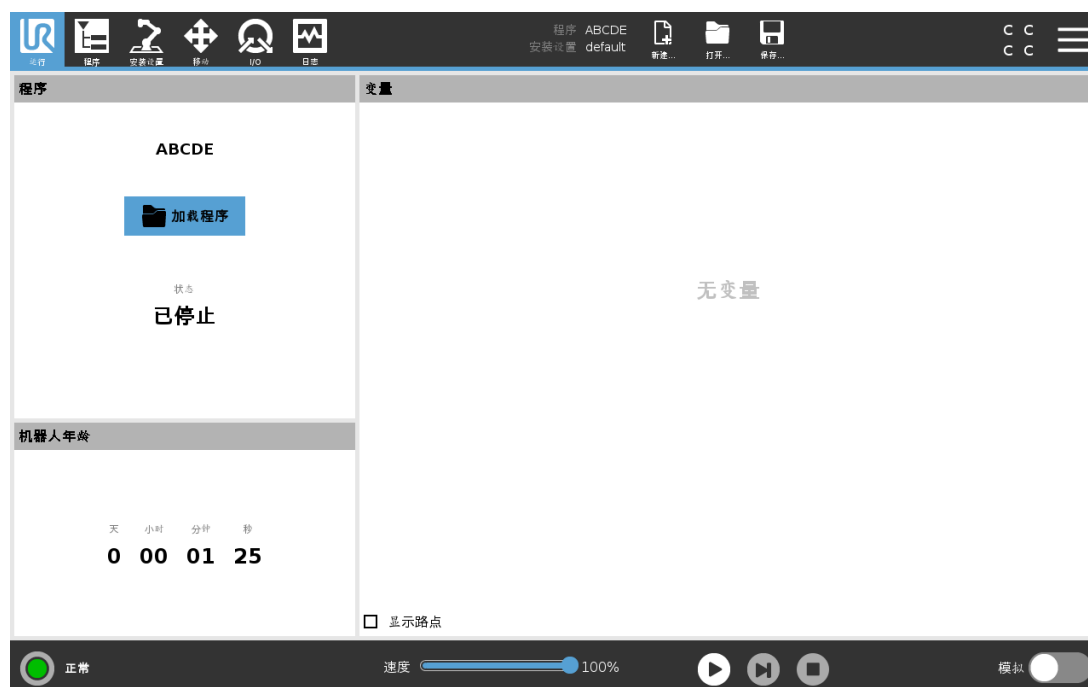 程序 ABCDE
安装设置 default
C C
C C
运行 程序 安装设置 移动 I/O 日志 新建... 打开... 保存...
程序
变量
ABCDE
加载程序
状态
已停止
无变量
机器人年龄
天 小时 分钟 秒
0 00 01 25
显示路点
正常 速度 100% 模拟